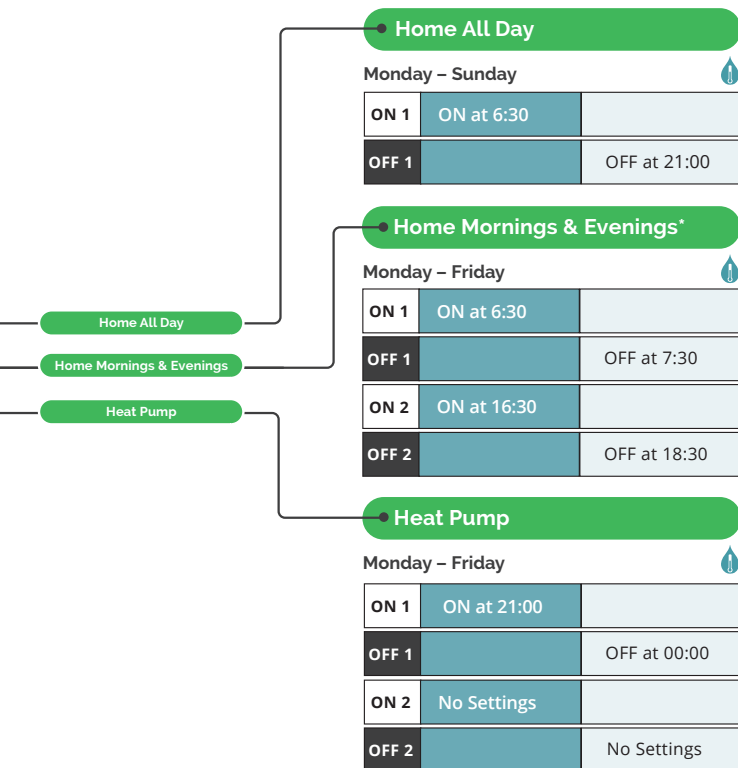 Home All Day
Home Mornings & Evenings
Heat Pump
Home All Day
Monday – Sunday
ON 1 ON at 6:30
OFF 1 OFF at 21:00
Home Mornings & Evenings*
Monday – Friday
ON 1 ON at 6:30
OFF 1 OFF at 7:30
ON 2 ON at 16:30
OFF 2 OFF at 18:30
Heat Pump
Monday – Friday
ON 1 ON at 21:00
OFF 1 OFF at 00:00
ON 2 No Settings
OFF 2 No Settings